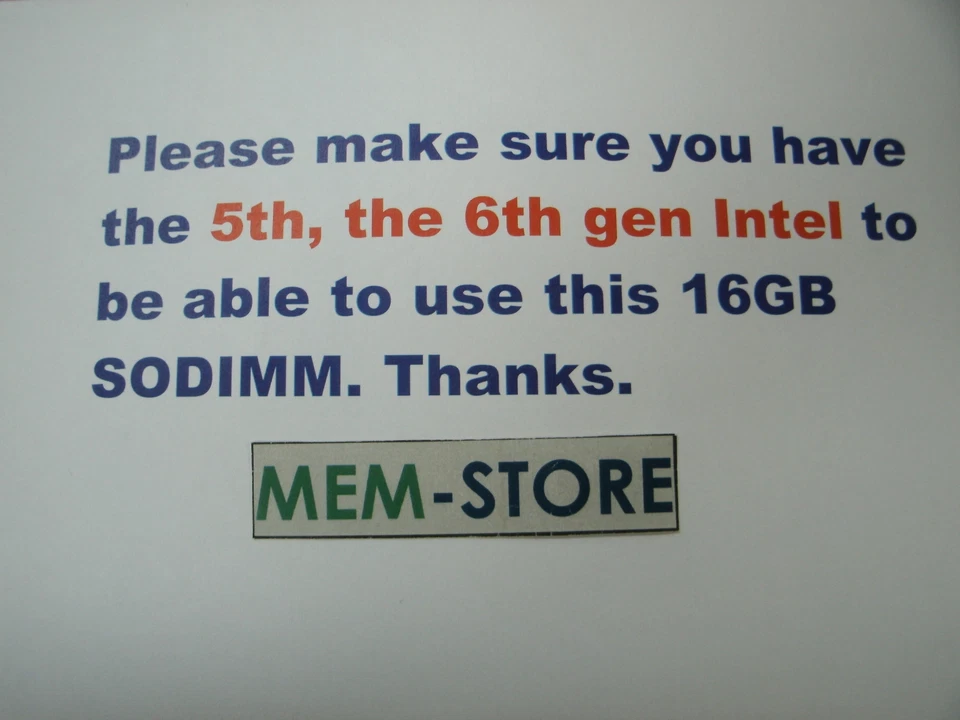 Please make sure you have
the 5th, the 6th gen Intel to
be able to use this 16GB
SODIMM. Thanks.
MEM-STORE